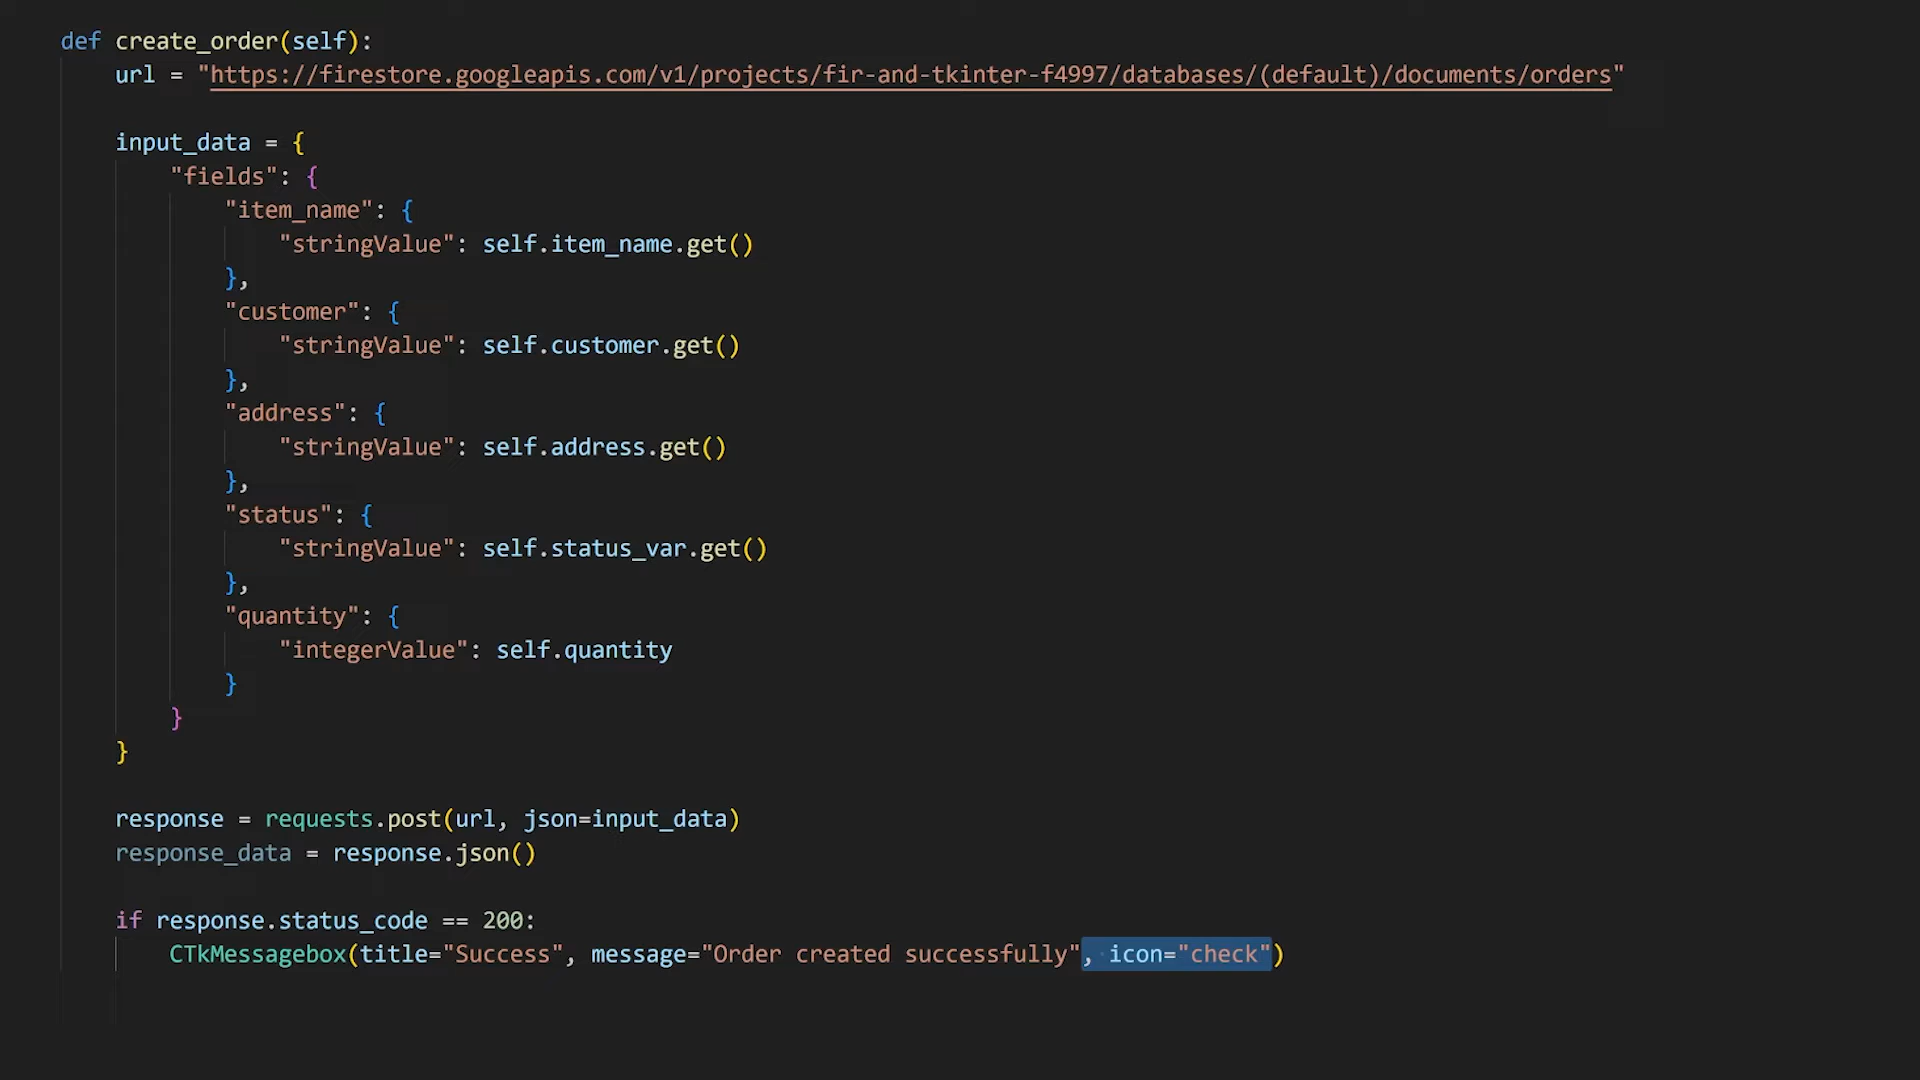 def create_order(self):
    url = "https://firestore.googleapis.com/v1/projects/fir-and-tkinter-f4997/databases/(default)/documents/orders"

    input_data = {
        "fields": {
            "item_name": {
                "stringValue": self.item_name.get()
            },
            "customer": {
                "stringValue": self.customer.get()
            },
            "address": {
                "stringValue": self.address.get()
            },
            "status": {
                "stringValue": self.status_var.get()
            },
            "quantity": {
                "integerValue": self.quantity
            }
        }
    }

    response = requests.post(url, json=input_data)
    response_data = response.json()

    if response.status_code == 200:
        CTkMessagebox(title="Success", message="Order created successfully", icon="check")